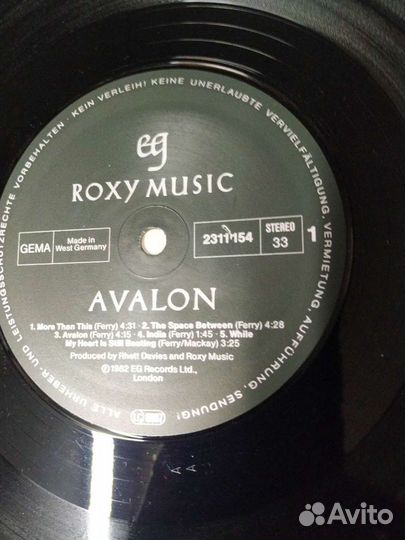 eg
ROXY MUSIC
GEMA
Made in
West Germany
2311 154
STEREO
33
1
AVALON
1. More Than This (Ferry) 4:31 · 2. The Space Between (Ferry) 4:28
3. Avalon (Ferry) 4:15 · 4. India (Ferry) 1:45 · 5. While
My Heart Is Still Beating (Ferry/Mackay) 3:25
Produced by Rhett Davies and Roxy Music
℗1982 EG Records Ltd.,
London
LC
ALLE URHEBER- UND LEISTUNGSSCHUTZRECHTE VORBEHALTEN · KEIN VERLEIH! KEINE UNERLAUBTE VERVIELFÄLTIGUNG, VERMIETUNG, AUFFÜHRUNG, SENDUNG!
Avito